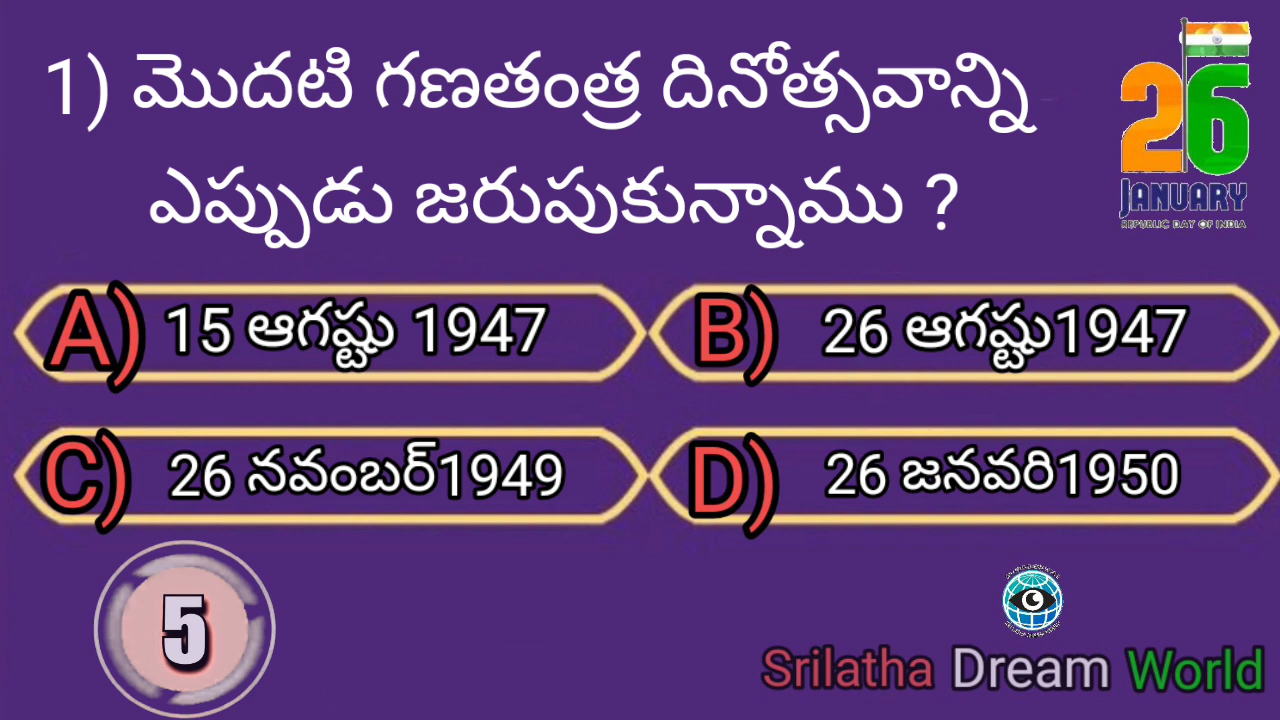 1) మొదటి గణతంత్ర దినోత్సవాన్ని
ఎప్పుడు జరుపుకున్నాము ?
26
JANUARY
REPUBLIC DAY OF INDIA
A) 15 ఆగష్టు 1947
B) 26 ఆగష్టు1947
C) 26 నవంబర్1949
D) 26 జనవరి1950
5
Srilatha Dream World